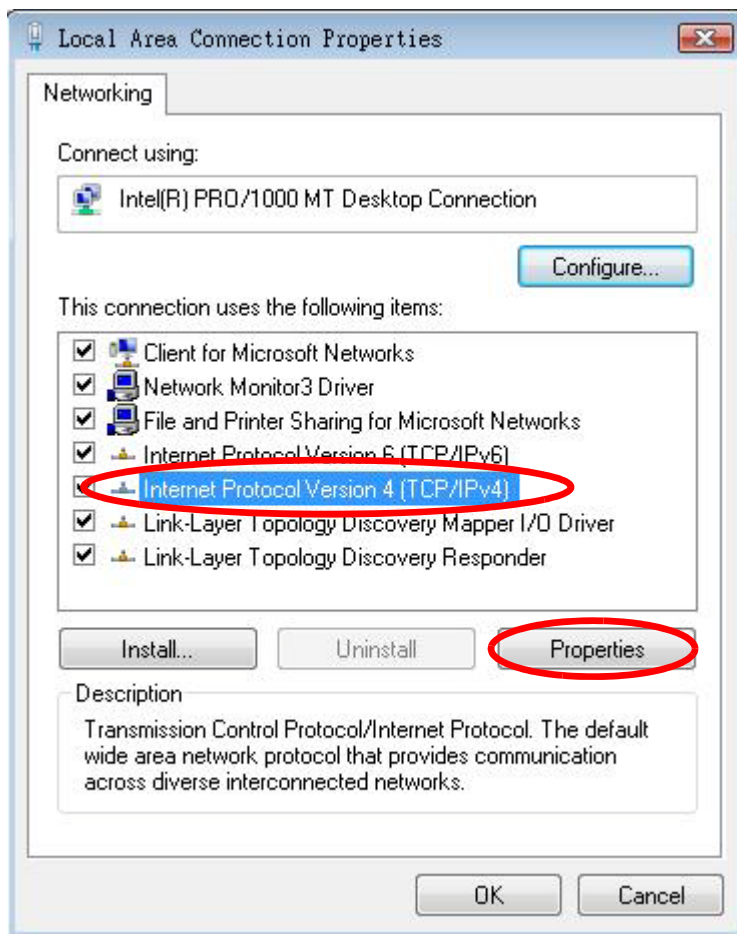 Local Area Connection Properties
Networking
Connect using:
Intel(R) PRO/1000 MT Desktop Connection
Configure...
This connection uses the following items:
Client for Microsoft Networks
Network Monitor3 Driver
File and Printer Sharing for Microsoft Networks
Internet Protocol Version 6 (TCP/IPv6)
Internet Protocol Version 4 (TCP/IPv4)
Link-Layer Topology Discovery Mapper I/O Driver
Link-Layer Topology Discovery Responder
Install...
Uninstall
Properties
Description
Transmission Control Protocol/Internet Protocol. The default
wide area network protocol that provides communication
across diverse interconnected networks.
OK
Cancel